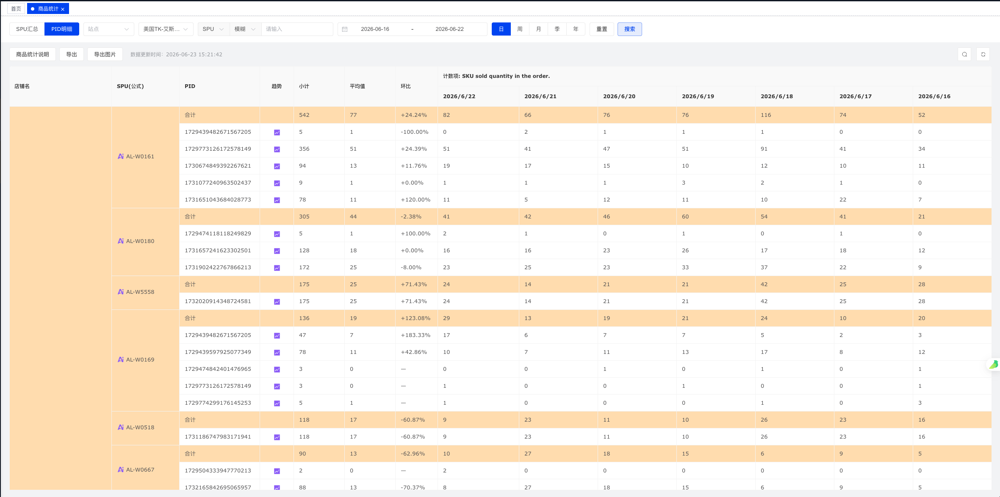 首页 商品统计 ×
SPU汇总 PID明细 站点 美国TK-艾斯... SPU 模糊 请输入 2026-06-16 - 2026-06-22 日 周 月 季 年 重置 搜索
商品统计说明 导出 导出图片 数据更新时间：2026-06-23 15:21:42
店铺名 SPU(公式) PID 趋势 小计 平均值 环比 计数项: SKU sold quantity in the order.
2026/6/22 2026/6/21 2026/6/20 2026/6/19 2026/6/18 2026/6/17 2026/6/16
合计 542 77 +24.24% 82 66 76 76 116 74 52
1729439482671567205 5 1 -100.00% 0 2 1 1 1 0 0
1729773126172578149 356 51 +24.39% 51 41 47 51 91 41 34
Ai AL-W0161
1730674849392267621 94 13 +11.76% 19 17 15 10 12 10 11
1731077240963502437 9 1 +0.00% 1 1 1 3 2 1 0
1731651043684028773 78 11 +120.00% 11 5 12 11 10 22 7
合计 305 44 -2.38% 41 42 46 60 54 41 21
1729474118118249829 5 1 +100.00% 2 1 0 1 0 1 0
Ai AL-W0180
1731657241623302501 128 18 +0.00% 16 16 23 26 17 18 12
1731902422767866213 172 25 -8.00% 23 25 23 33 37 22 9
合计 175 25 +71.43% 24 14 21 21 42 25 28
Ai AL-W5558
1732020914348724581 175 25 +71.43% 24 14 21 21 42 25 28
合计 136 19 +123.08% 29 13 19 21 24 10 20
1729439482671567205 47 7 +183.33% 17 6 7 7 5 2 3
1729439597925077349 78 11 +42.86% 10 7 11 13 17 8 12
Ai AL-W0169
1729474842401476965 3 0 — 0 0 1 0 1 0 1
1729773126172578149 3 0 — 1 0 0 1 0 0 1
1729774299176145253 5 1 — 1 0 0 0 1 0 3
合计 118 17 -60.87% 9 23 11 10 26 23 16
Ai AL-W0518
1731186747983171941 118 17 -60.87% 9 23 11 10 26 23 16
合计 90 13 -62.96% 10 27 18 15 6 9 5
Ai AL-W0667
1729504333947770213 2 0 — 2 0 0 0 0 0 0
1732165842695065957 88 13 -70.37% 8 27 18 15 6 9 5